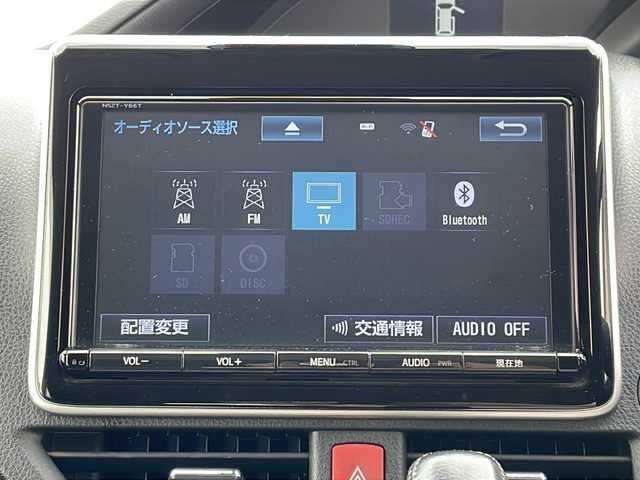 NSZT-Y66T
オーディオソース選択 Wi-Fi
AM FM TV SDREC Bluetooth
SD DISC
配置変更 交通情報 AUDIO OFF
VOL− VOL+ MENU CTRL AUDIO PWR 現在地